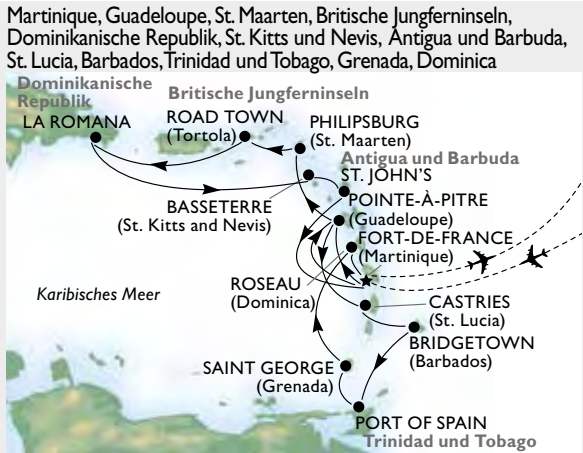 Martinique, Guadeloupe, St. Maarten, Britische Jungferninseln,
Dominikanische Republik, St. Kitts und Nevis, Antigua und Barbuda,
St. Lucia, Barbados,Trinidad und Tobago, Grenada, Dominica
Dominikanische
Republik
Britische Jungferninseln
LA ROMANA
ROAD TOWN
(Tortola)
PHILIPSBURG
(St. Maarten)
Antigua und Barbuda
ST. JOHN'S
BASSETERRE
(St. Kitts and Nevis)
POINTE-À-PITRE
(Guadeloupe)
FORT-DE-FRANCE
(Martinique)
ROSEAU
(Dominica)
Karibisches Meer
CASTRIES
(St. Lucia)
BRIDGETOWN
(Barbados)
SAINT GEORGE
(Grenada)
PORT OF SPAIN
Trinidad und Tobago